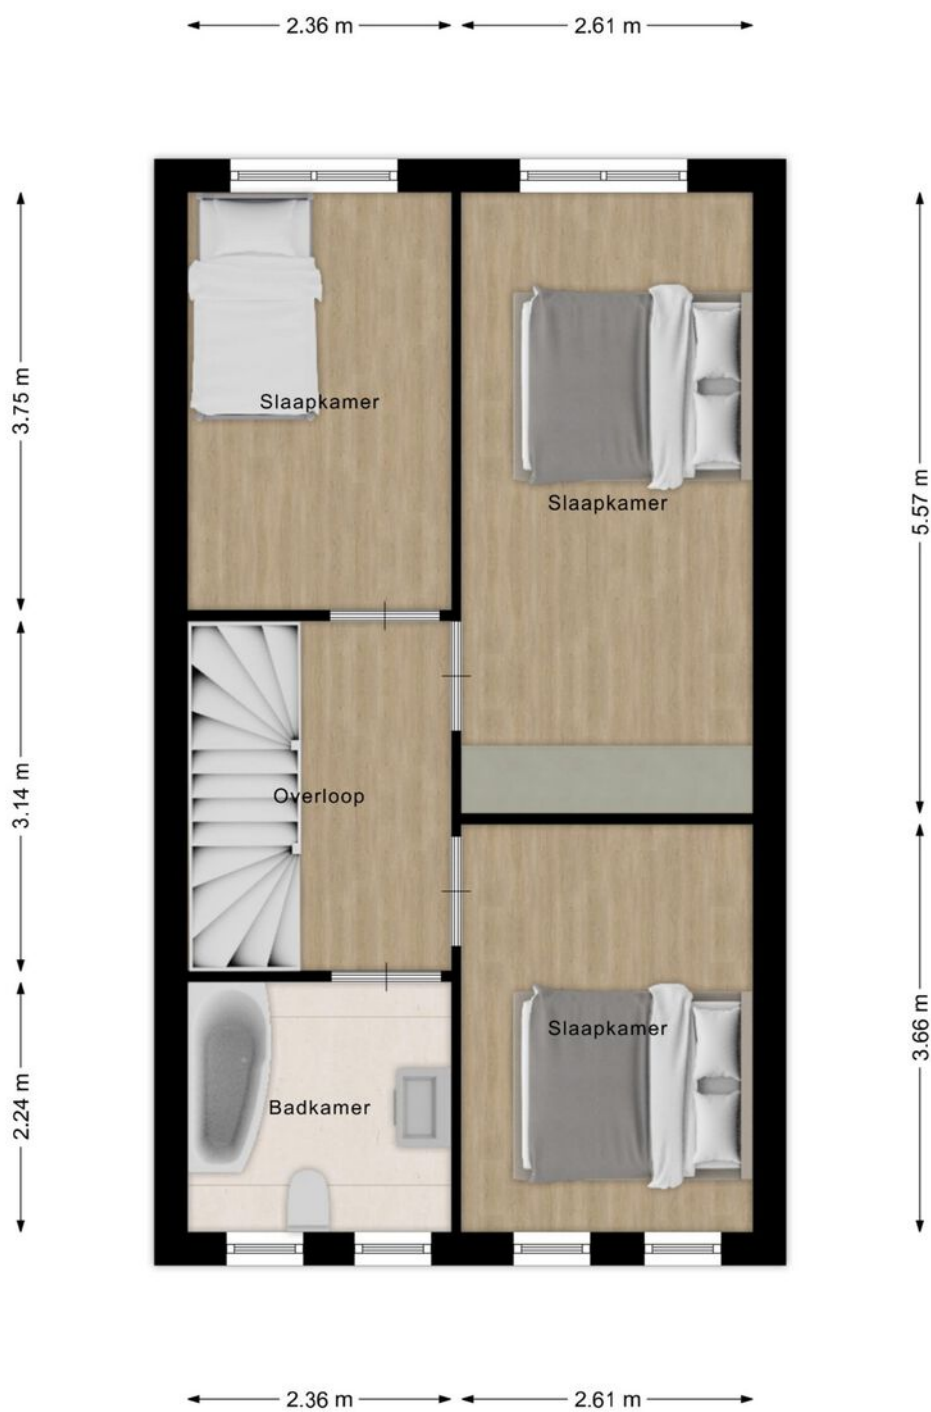 2.36 m
2.61 m
3.75 m
Slaapkamer
5.57 m
Slaapkamer
3.14 m
Overloop
3.66 m
Slaapkamer
2.24 m
Badkamer
2.36 m
2.61 m